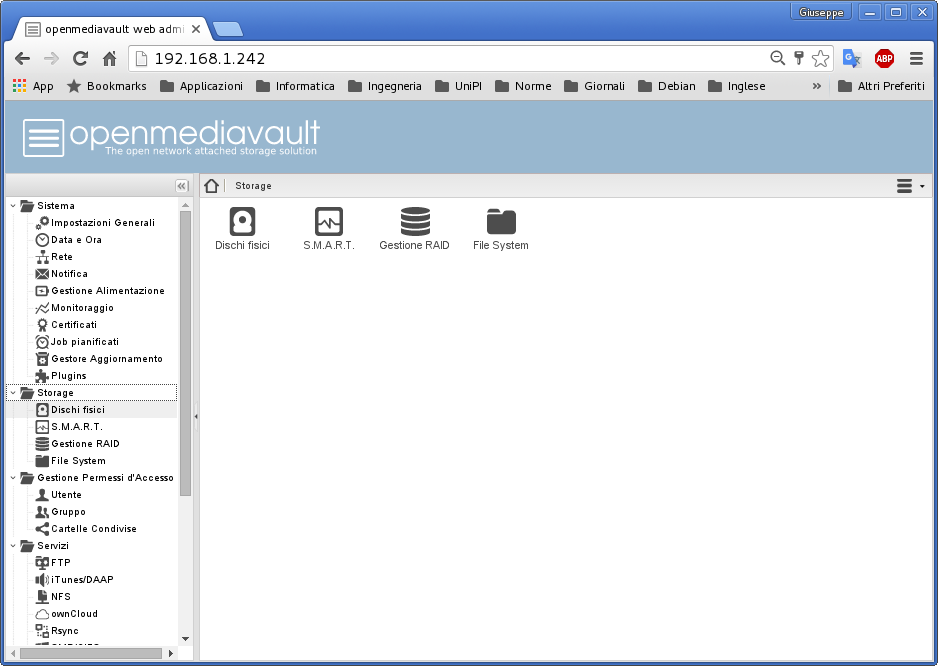 Giuseppe
openmediavault web admi
192.168.1.242
App Bookmarks Applicazioni Informatica Ingegneria UniPI Norme Giornali Debian Inglese » Altri Preferiti
openmediavault
The open network attached storage solution
Storage
Sistema
Impostazioni Generali
Data e Ora
Rete
Notifica
Gestione Alimentazione
Monitoraggio
Certificati
Job pianificati
Gestore Aggiornamento
Plugins
Storage
Dischi fisici
S.M.A.R.T.
Gestione RAID
File System
Gestione Permessi d'Accesso
Utente
Gruppo
Cartelle Condivise
Servizi
FTP
iTunes/DAAP
NFS
ownCloud
Rsync
Dischi fisici S.M.A.R.T. Gestione RAID File System
ABP